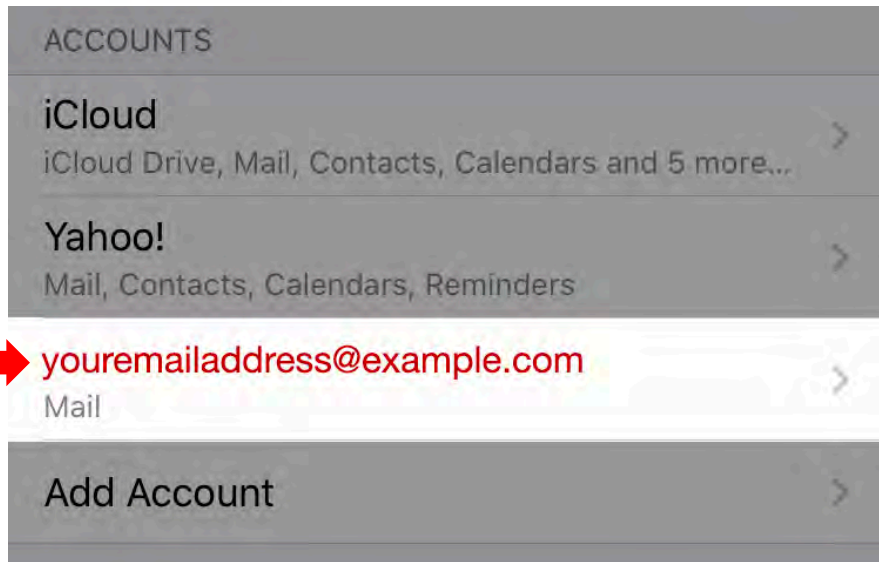 ACCOUNTS
iCloud
iCloud Drive, Mail, Contacts, Calendars and 5 more...
Yahoo!
Mail, Contacts, Calendars, Reminders
youremailaddress@example.com
Mail
Add Account